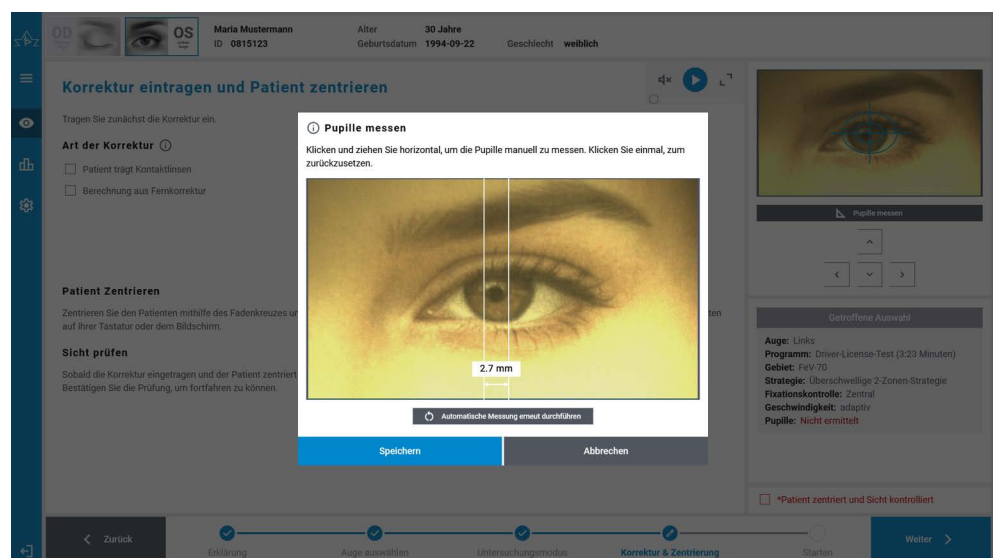 OD
OS
Maria Mustermann
ID 0815123
Alter 30 Jahre
Geburtsdatum 1994-09-22
Geschlecht weiblich
Korrektur eintragen und Patient zentrieren
Tragen Sie zunächst die Korrektur ein.
Art der Korrektur
Patient trägt Kontaktlinsen
Berechnung aus Fernkorrektur
Patient Zentrieren
Zentrieren Sie den Patienten mithilfe des Fadenkreuzes
auf Ihrer Tastatur oder dem Bildschirm.
Sicht prüfen
Sobald die Korrektur eingetragen und der Patient zentriert
Bestätigen Sie die Prüfung, um fortfahren zu können.
Pupille messen
Klicken und ziehen Sie horizontal, um die Pupille manuell zu messen. Klicken Sie einmal, zum
zurückzusetzen.
2.7 mm
Automatische Messung erneut durchführen
Speichern
Abbrechen
Pupille messen
Getroffene Auswahl
Auge: Links
Programm: Driver-License-Test (3:23 Minuten)
Gebiet: FeV-70
Strategie: Überschwellige 2-Zonen-Strategie
Fixationskontrolle: Zentral
Geschwindigkeit: adaptiv
Pupille: Nicht ermittelt
*Patient zentriert und Sicht kontrolliert
Zurück
Erklärung
Auge auswählen
Untersuchungsmodus
Korrektur & Zentrierung
Starten
Weiter